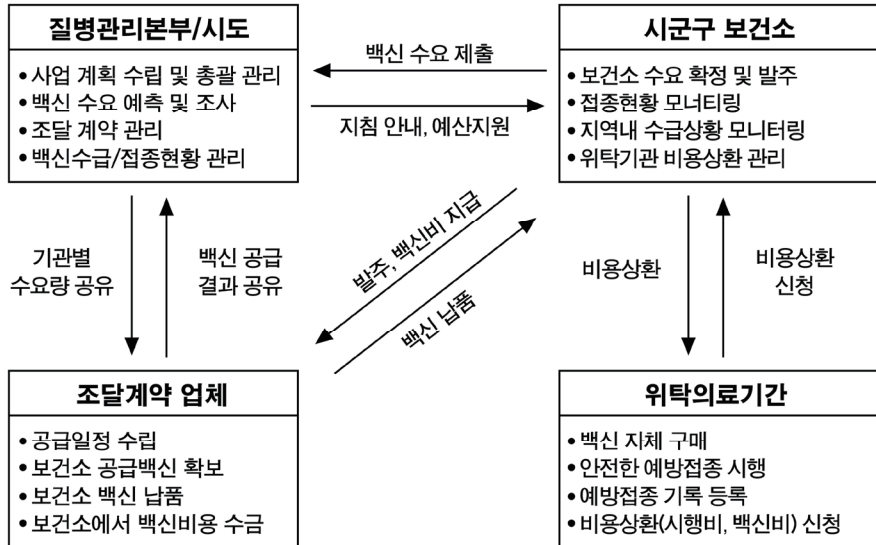 질병관리본부/시도
• 사업 계획 수립 및 총괄 관리
• 백신 수요 예측 및 조사
• 조달 계약 관리
• 백신수급/접종현황 관리
백신 수요 제출
지침 안내, 예산지원
시군구 보건소
• 보건소 수요 확정 및 발주
• 접종현황 모너티링
• 지역내 수급상황 모니터링
• 위탁기관 비용상환 관리
기관별
수요량 공유
백신 공급
결과 공유
발주, 백신비 지급
백신 납품
비용상환
비용상환
신청
조달계약 업체
• 공급일정 수립
• 보건소 공급백신 확보
• 보건소 백신 납품
• 보건소에서 백신비용 수금
위탁의료기간
• 백신 자체 구매
• 안전한 예방접종 시행
• 예방접종 기록 등록
• 비용상환(시행비, 백신비) 신청